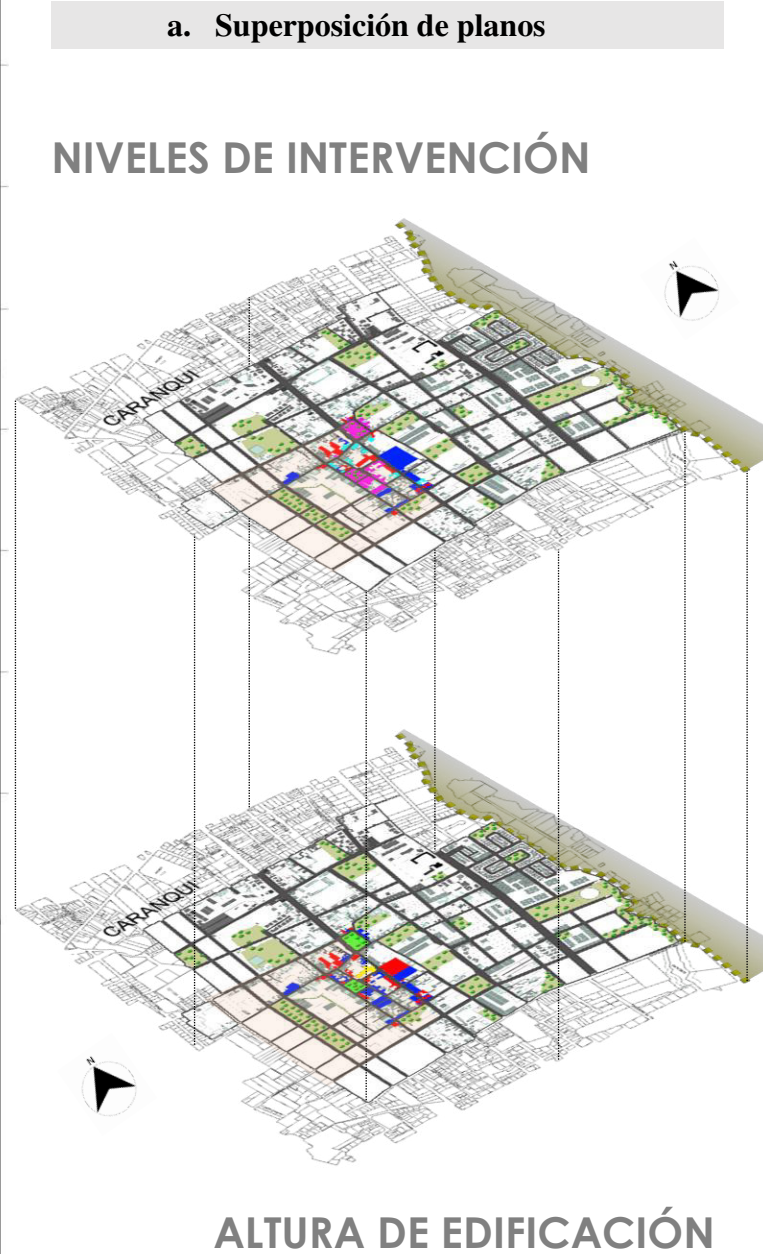 a. Superposición de planos
NIVELES DE INTERVENCIÓN
N
CARANQUI
CARANQUI
N
ALTURA DE EDIFICACIÓN